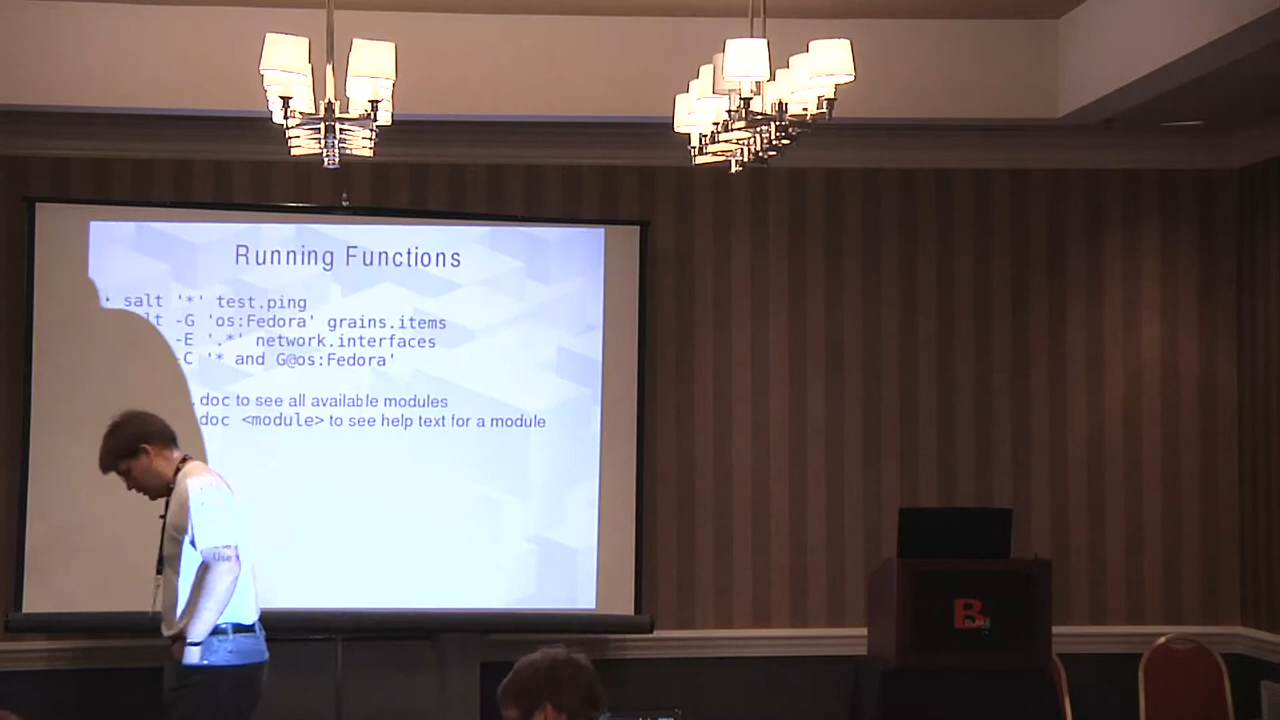 Running Functions
salt '*' test.ping
-G 'os:Fedora' grains.items
-E '.*' network.interfaces
-C '* and G@os:Fedora'
.doc to see all available modules
doc <module> to see help text for a module
Use
B